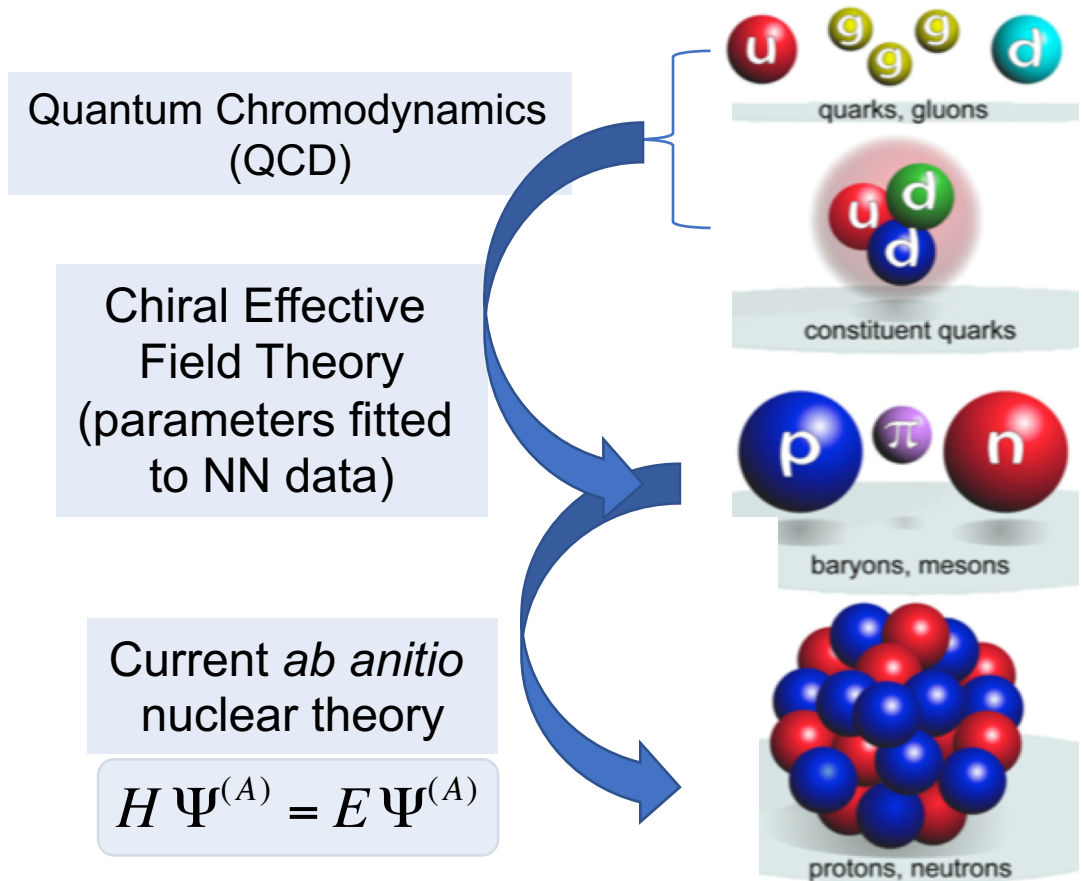 u g g g d
quarks, gluons
Quantum Chromodynamics
(QCD)
u d d
constituent quarks
Chiral Effective
Field Theory
(parameters fitted
to NN data)
p π n
baryons, mesons
Current ab anitio
nuclear theory
H Ψ^(A) = E Ψ^(A)
protons, neutrons